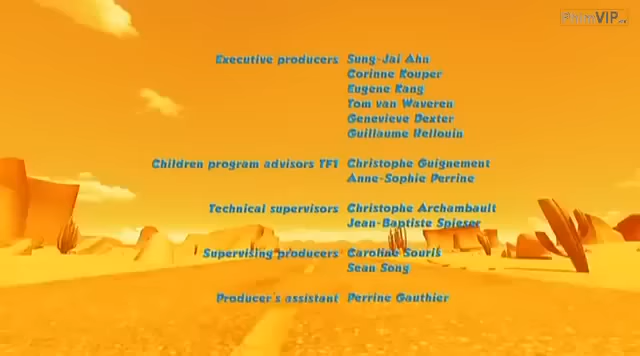 PhimVIP
Executive producers Sung-Jai Ahn
Corinne Kouper
Eugene Kang
Tom van Waveren
Genevieve Dexter
Guillaume Hellouin
Children program advisors TF1 Christophe Guignement
Anne-Sophie Perrine
Technical supervisors Christophe Archambault
Jean-Baptiste Spieser
Supervising producers Caroline Souris
Sean Song
Producer's assistant Perrine Gauthier